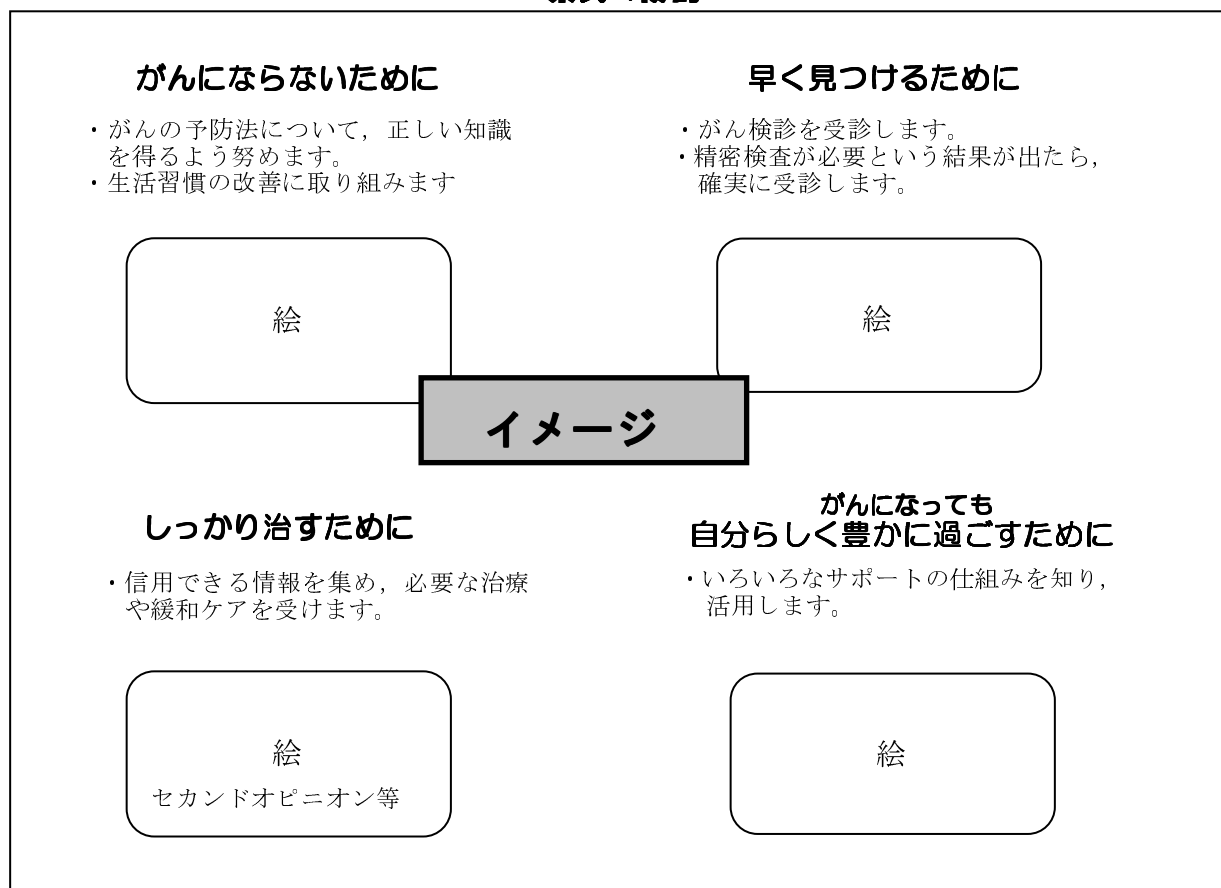 がんにならないために
・がんの予防法について，正しい知識
を得るよう努めます。
・生活習慣の改善に取り組みます
絵
早く見つけるために
・がん検診を受診します。
・精密検査が必要という結果が出たら，
確実に受診します。
絵
イメージ
しっかり治すために
・信用できる情報を集め，必要な治療
や緩和ケアを受けます。
絵
セカンドオピニオン等
がんになっても
自分らしく豊かに過ごすために
・いろいろなサポートの仕組みを知り，
活用します。
絵